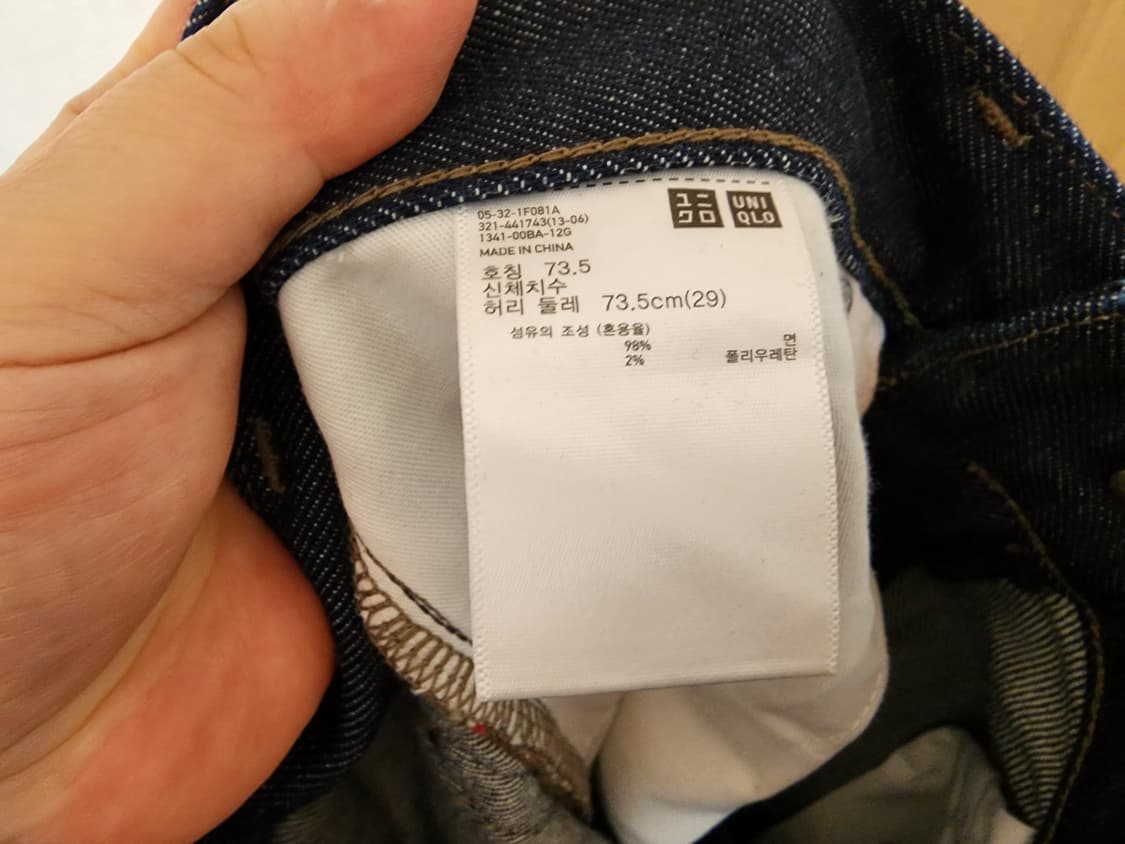 05-32-1F081A
321-441743(13-06)
1341-00BA-12G
MADE IN CHINA
ユニ
クロ
UNI
QLO
호칭 73.5
신체치수
허리 둘레 73.5cm(29)
섬유의 조성 (혼용율)
98% 면
2% 폴리우레탄